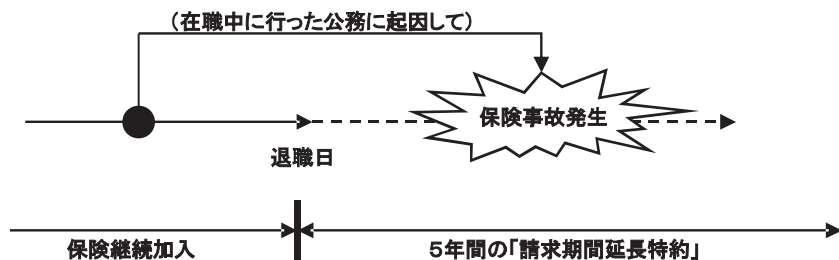 （在職中に行った公務に起因して）
保険事故発生
退職日
保険継続加入
５年間の「請求期間延長特約」